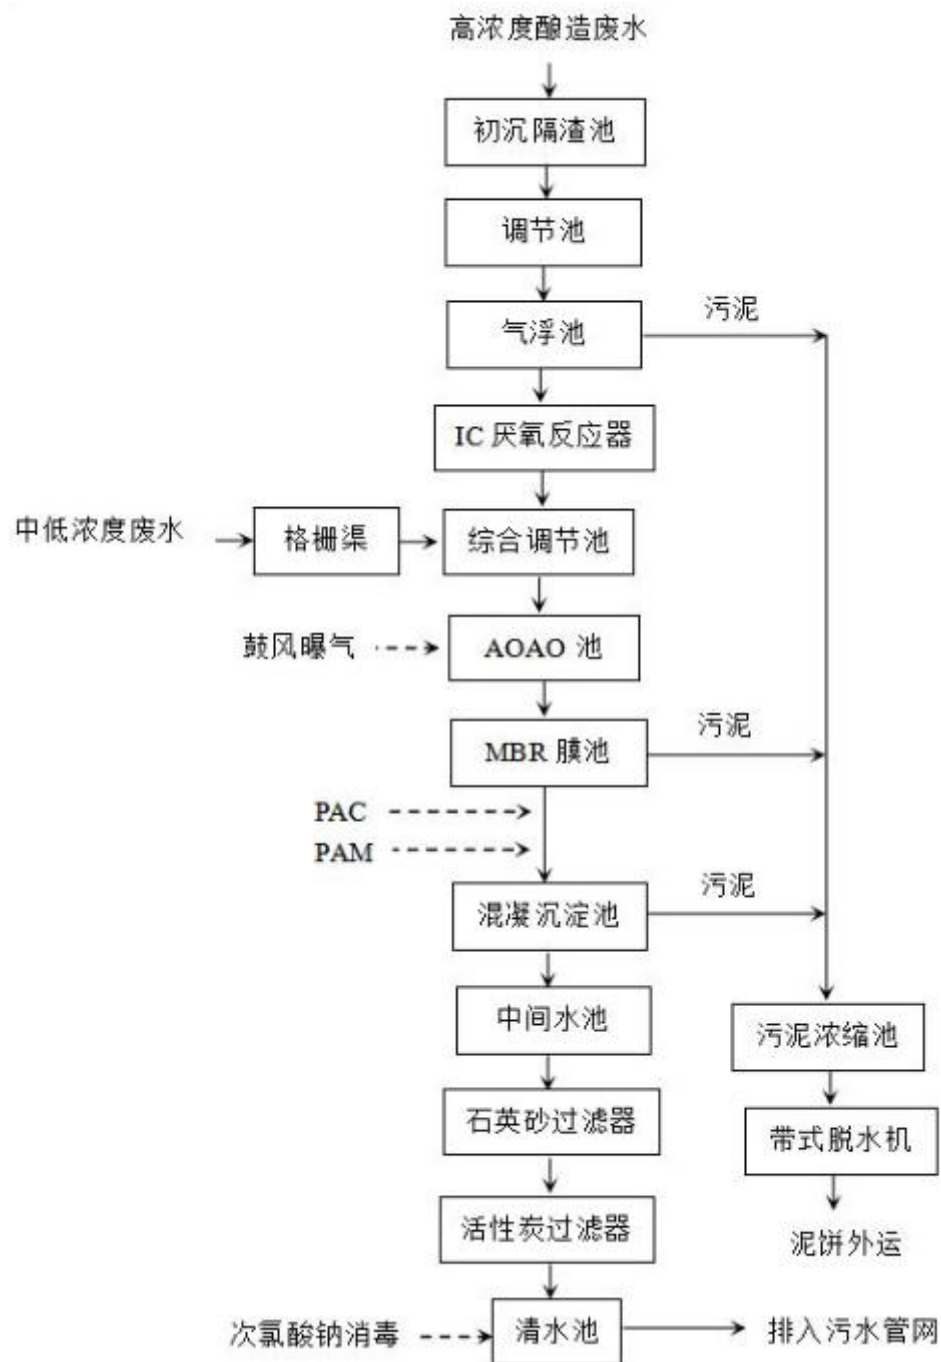 高浓度酿造废水
初沉隔渣池
调节池
气浮池
污泥
IC 厌氧反应器
中低浓度废水
格栅渠
综合调节池
鼓风曝气
AOAO 池
MBR 膜池
污泥
PAC
PAM
混凝沉淀池
污泥
中间水池
污泥浓缩池
石英砂过滤器
带式脱水机
活性炭过滤器
泥饼外运
次氯酸钠消毒
清水池
排入污水管网